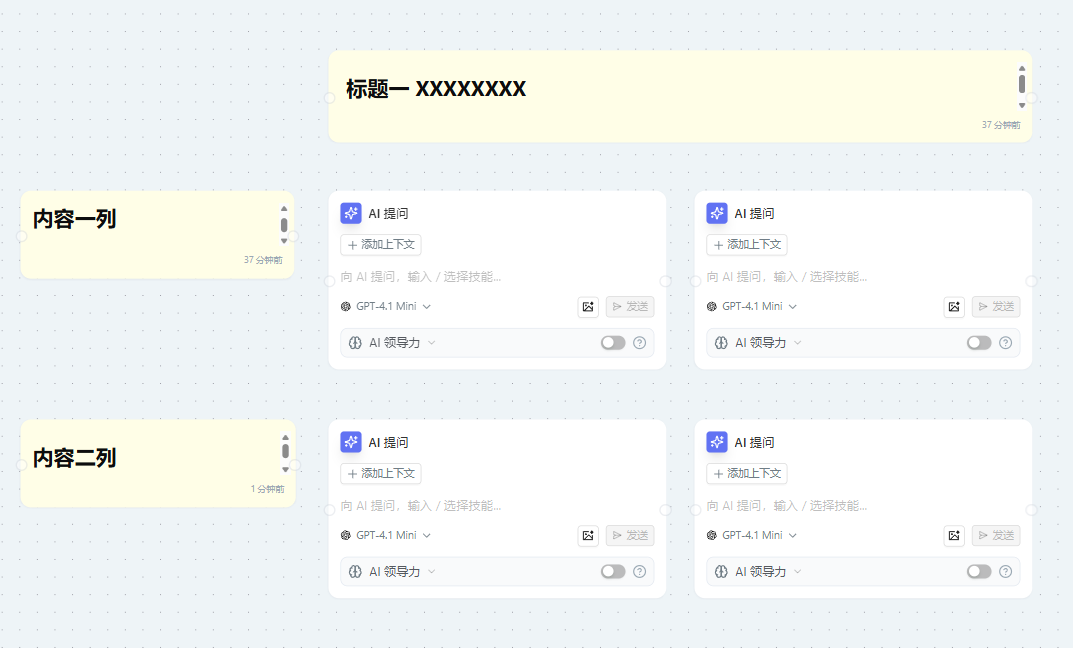 标题一 XXXXXXXX
37 分钟前
内容一列
37 分钟前
AI 提问
添加上下文
向 AI 提问，输入 / 选择技能...
GPT-4.1 Mini
发送
AI 领导力
AI 提问
添加上下文
向 AI 提问，输入 / 选择技能...
GPT-4.1 Mini
发送
AI 领导力
内容二列
1 分钟前
AI 提问
添加上下文
向 AI 提问，输入 / 选择技能...
GPT-4.1 Mini
发送
AI 领导力
AI 提问
添加上下文
向 AI 提问，输入 / 选择技能...
GPT-4.1 Mini
发送
AI 领导力